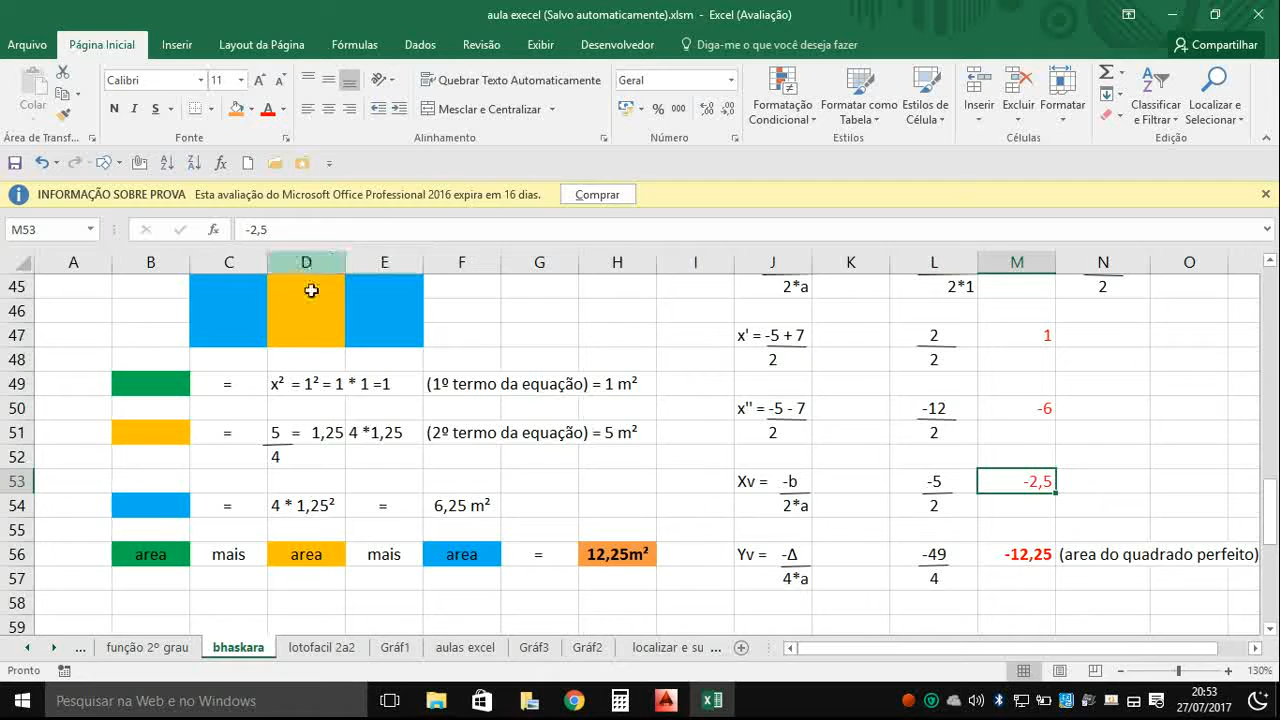 aula execel (Salvo automaticamente).xlsm - Excel (Avaliação)
Arquivo Página Inicial Inserir Layout da Página Fórmulas Dados Revisão Exibir Desenvolvedor Diga-me o que você deseja fazer Compartilhar
Colar Calibri 11 Quebrar Texto Automaticamente Geral
N I S A Mesclar e Centralizar % 000
Formatação Condicional Formatar como Tabela Estilos de Célula Inserir Excluir Formatar Classificar e Filtrar Localizar e Selecionar
Área de Transf... Fonte Alinhamento Número Estilos Células Edição
INFORMAÇÃO SOBRE PROVA Esta avaliação do Microsoft Office Professional 2016 expira em 16 dias. Comprar
M53 fx -2,5
A B C D E F G H I J K L M N O
45 2*a 2*1 2
46
47 x' = -5 + 7 2 1
48 2 2
49 = x² = 1² = 1 * 1 =1 (1º termo da equação) = 1 m²
50 x'' = -5 - 7 -12 -6
51 = 5 = 1,25 4 *1,25 (2º termo da equação) = 5 m² 2 2
52 4
53 Xv = -b -5 -2,5
54 = 4 * 1,25² = 6,25 m² 2*a 2
55
56 area mais area mais area = 12,25m² Yv = -Δ -49 -12,25 (area do quadrado perfeito)
57 4*a 4
58
59
... função 2º grau bhaskara lotofacil 2a2 Gráf1 aulas excel Gráf3 Gráf2 localizar e su ...
Pronto 130%
Pesquisar na Web e no Windows 20:53
27/07/2017